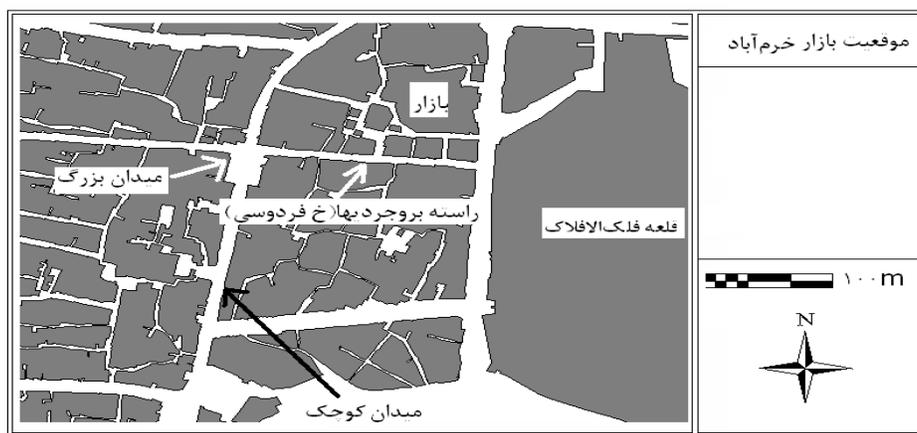 موقعیت بازار خرم‌آباد
بازار
میدان بزرگ
راسته بروجردیها(خ فردوسی)
قلعه فلک‌الافلاک
میدان کوچک
۱۰۰m
N